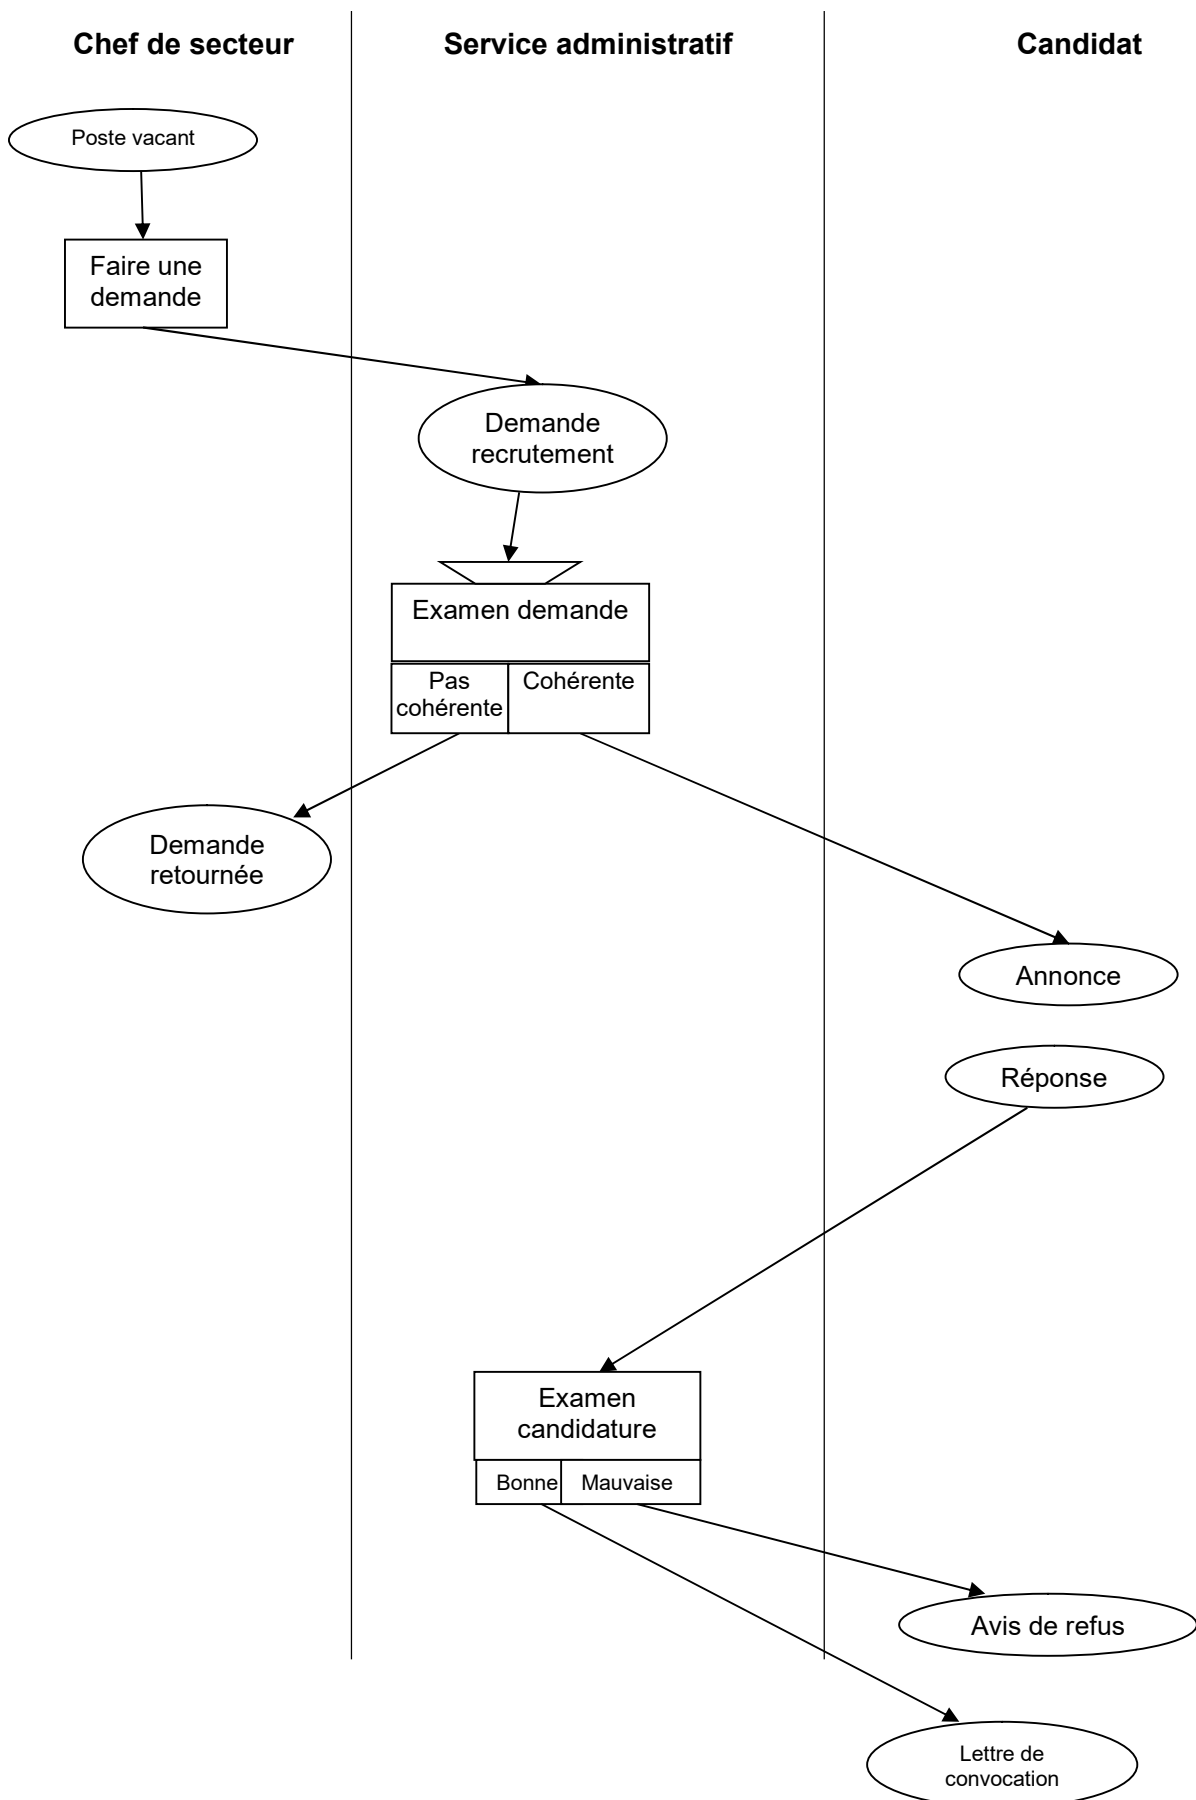 Chef de secteur
Service administratif
Candidat
Poste vacant
Faire une
demande
Demande
recrutement
Examen demande
Pas
cohérente
Cohérente
Demande
retournée
Annonce
Réponse
Examen
candidature
Bonne
Mauvaise
Avis de refus
Lettre de
convocation